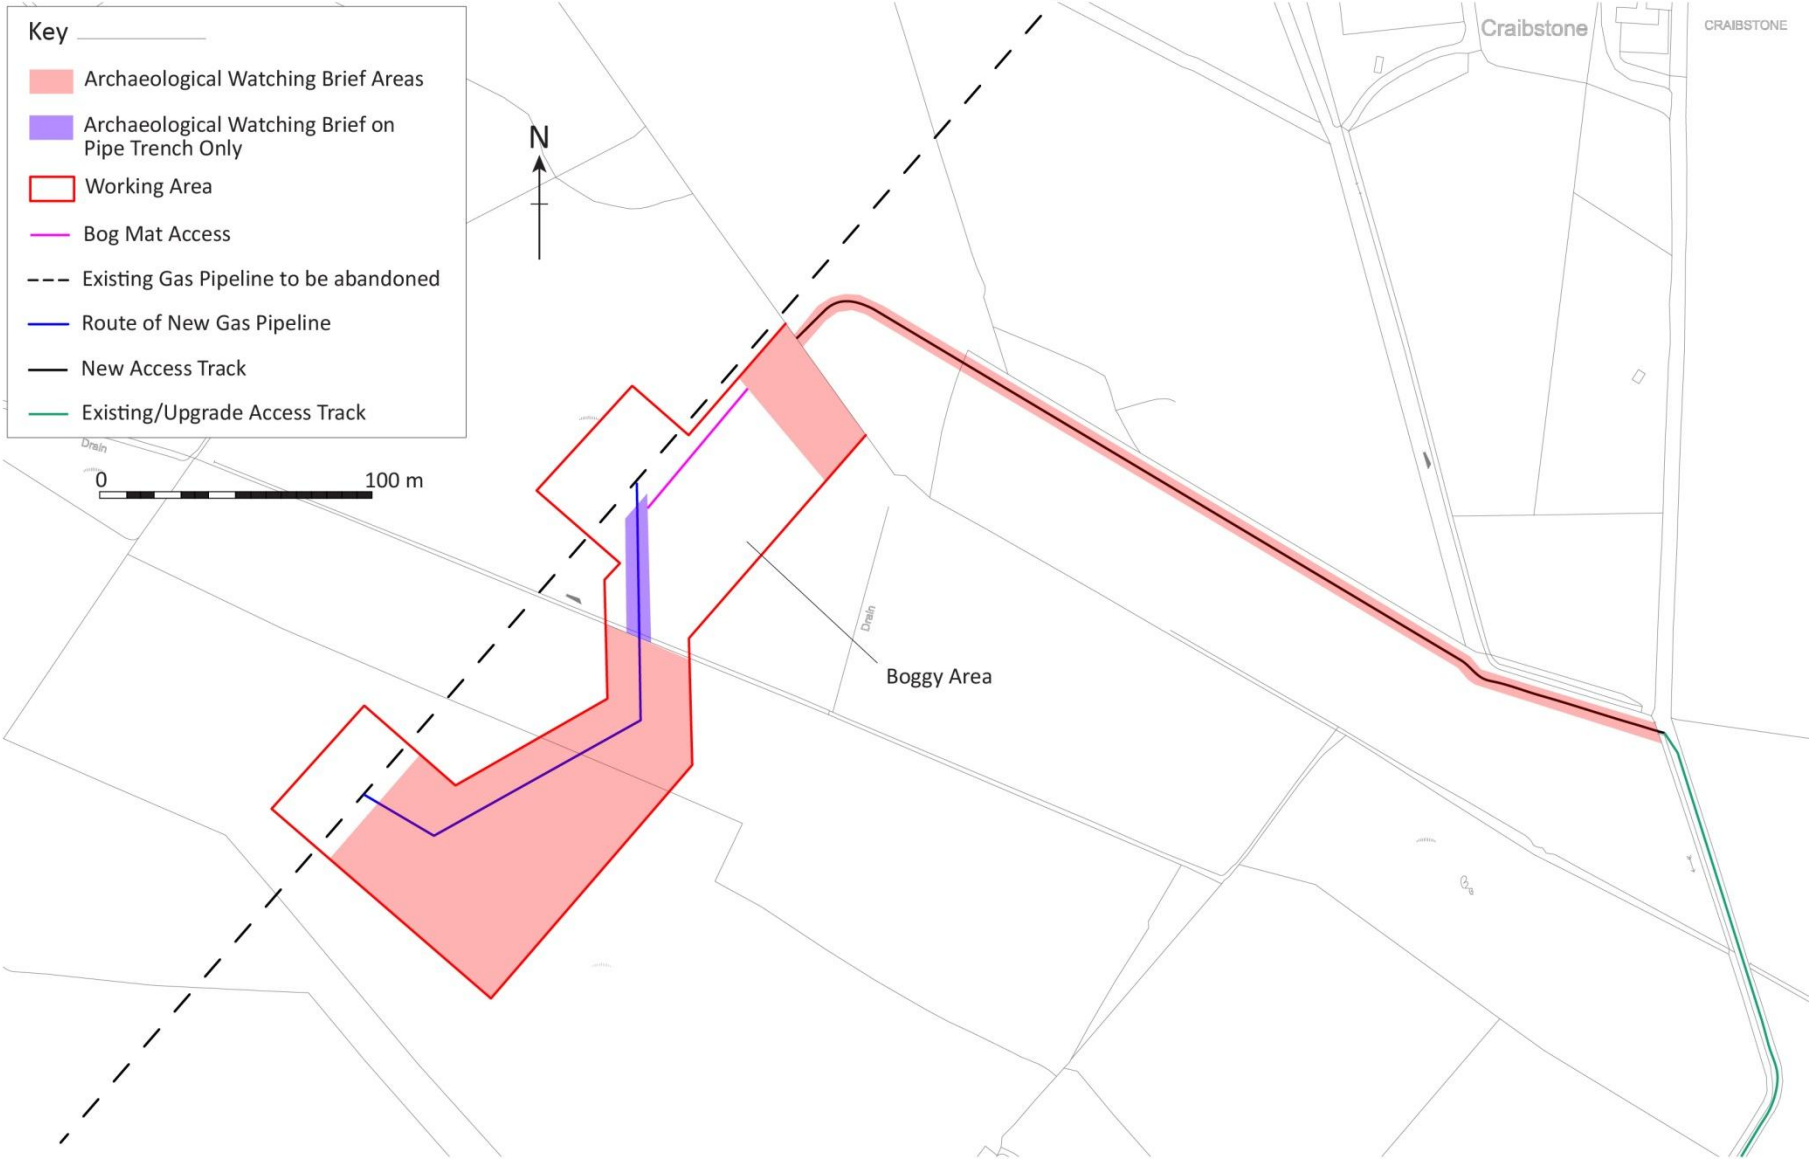 Key
Archaeological Watching Brief Areas
Archaeological Watching Brief on
Pipe Trench Only
Working Area
Bog Mat Access
Existing Gas Pipeline to be abandoned
Route of New Gas Pipeline
New Access Track
Existing/Upgrade Access Track
N
Craibstone
CRAIBSTONE
Drain
0
100 m
Drain
Boggy Area